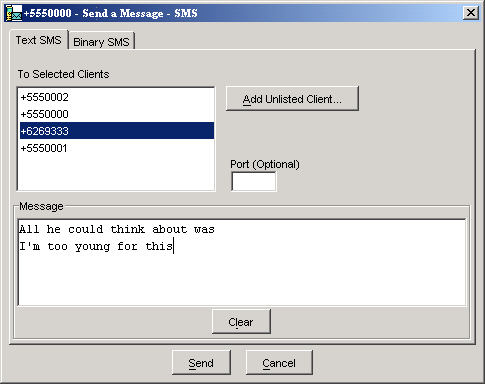 +5550000 - Send a Message - SMS
Text SMS
Binary SMS
To Selected Clients
+5550002
+5550000
+6269333
+5550001
Add Unlisted Client...
Port (Optional)
Message
All he could think about was
I'm too young for this
Clear
Send
Cancel